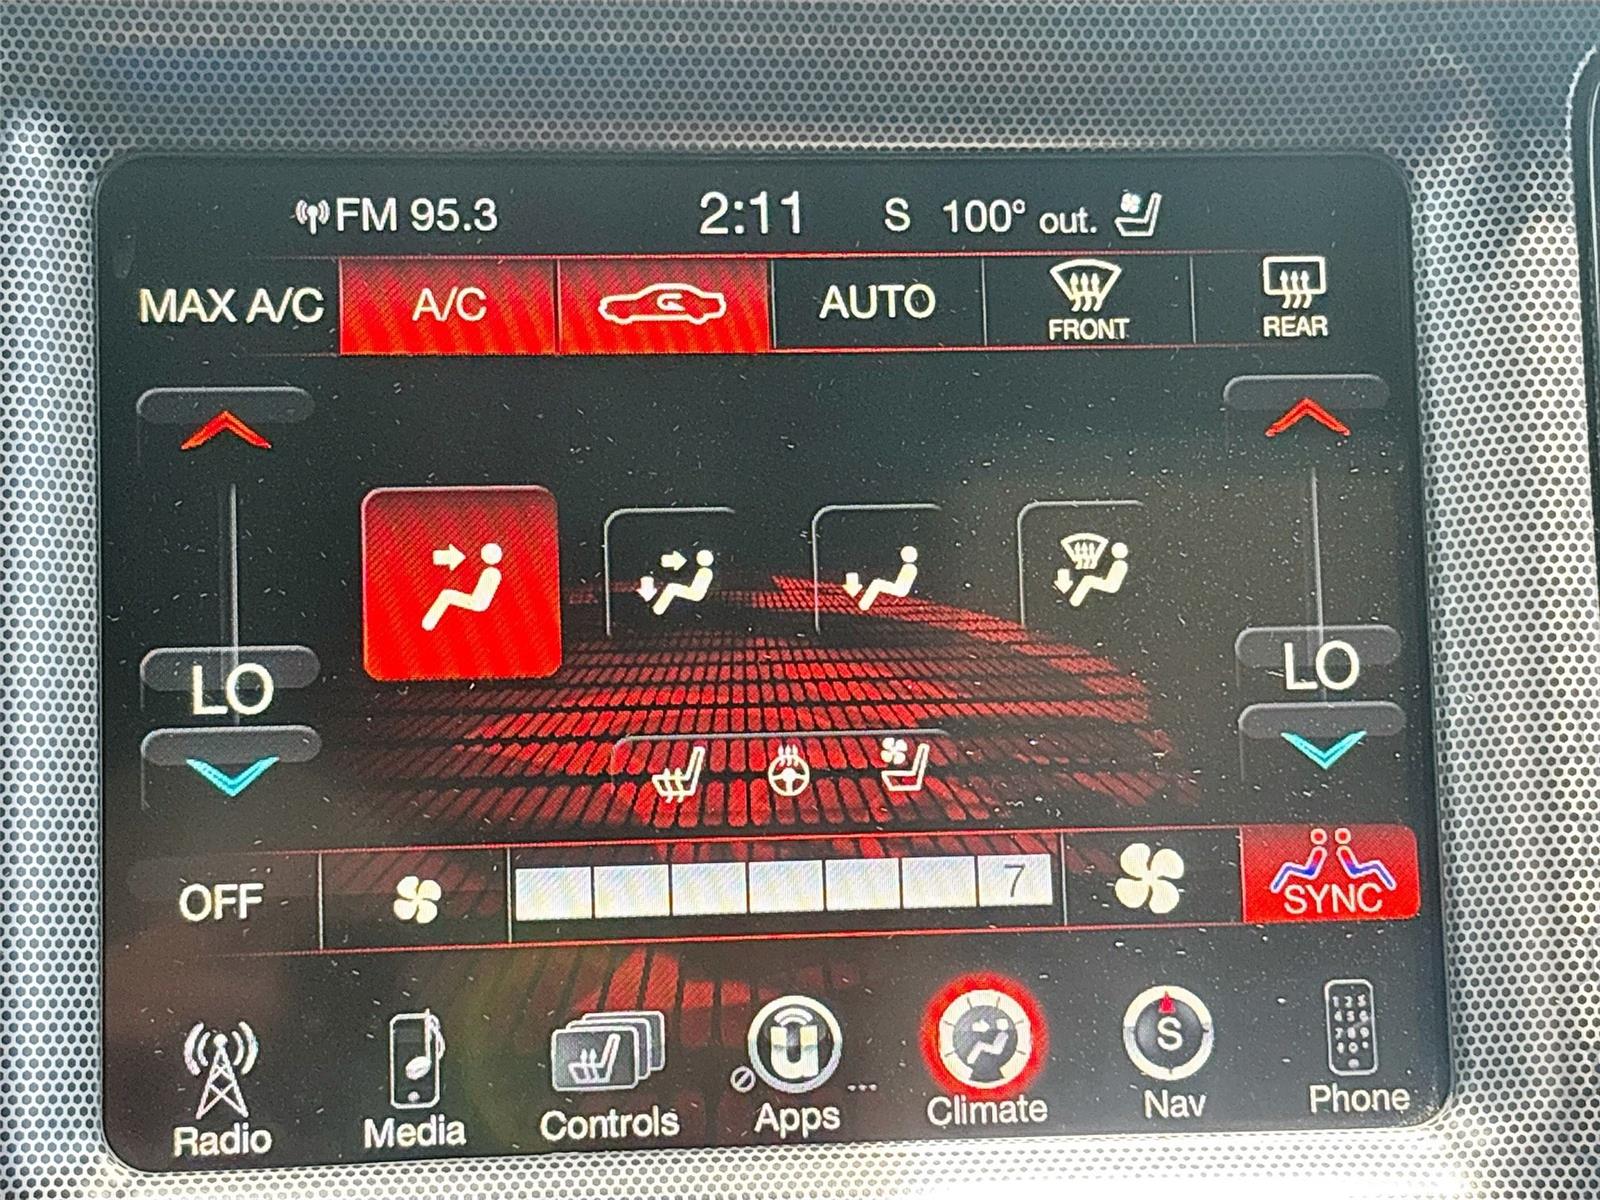 FM 95.3 2:11 S 100° out.
MAX A/C A/C AUTO FRONT REAR
LO LO
OFF 7 SYNC
S
Radio Media Controls Apps Climate Nav Phone